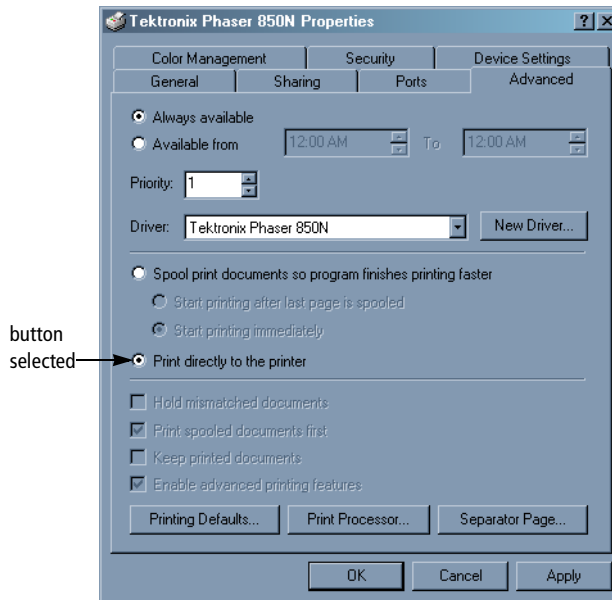 Tektronix Phaser 850N Properties
Color Management Security Device Settings
General Sharing Ports Advanced
Always available
Available from 12:00 AM To 12:00 AM
Priority: 1
Driver: Tektronix Phaser 850N New Driver...
Spool print documents so program finishes printing faster
Start printing after last page is spooled
Start printing immediately
button
selected
Print directly to the printer
Hold mismatched documents
Print spooled documents first
Keep printed documents
Enable advanced printing features
Printing Defaults... Print Processor... Separator Page...
OK Cancel Apply